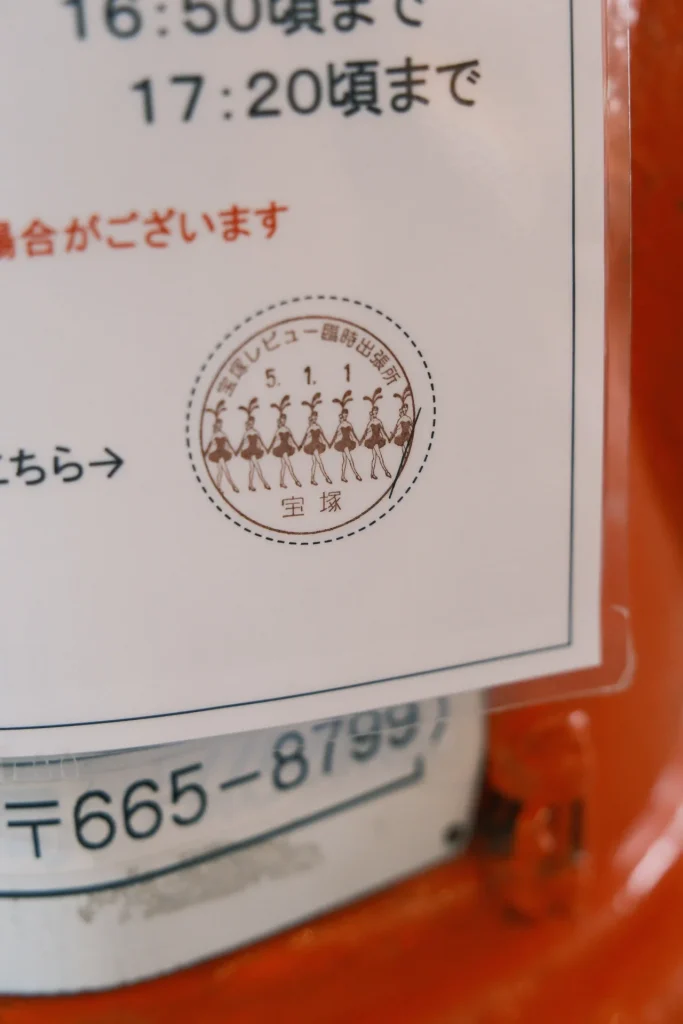 16:50頃まで
17:20頃まで
場合がございます
宝塚レビュー臨時出張所
5. 1. 1
こちら→
宝塚
〒665-8799